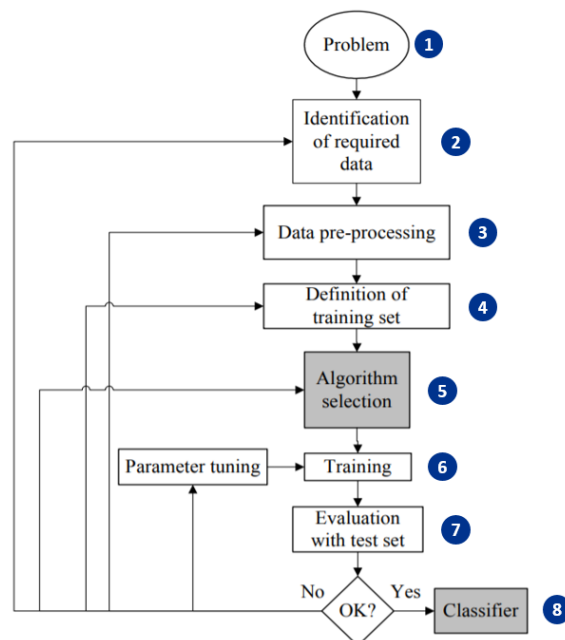 Problem
1
Identification
of required
data
2
Data pre-processing
3
Definition of
training set
4
Algorithm
selection
5
Parameter tuning
Training
6
Evaluation
with test set
7
No
OK?
Yes
Classifier
8